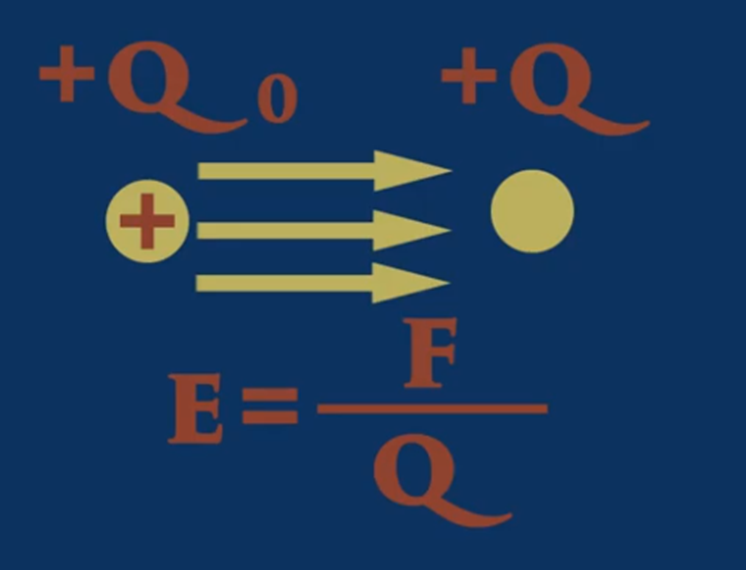 +Q₀ +Q
+
E = F/Q